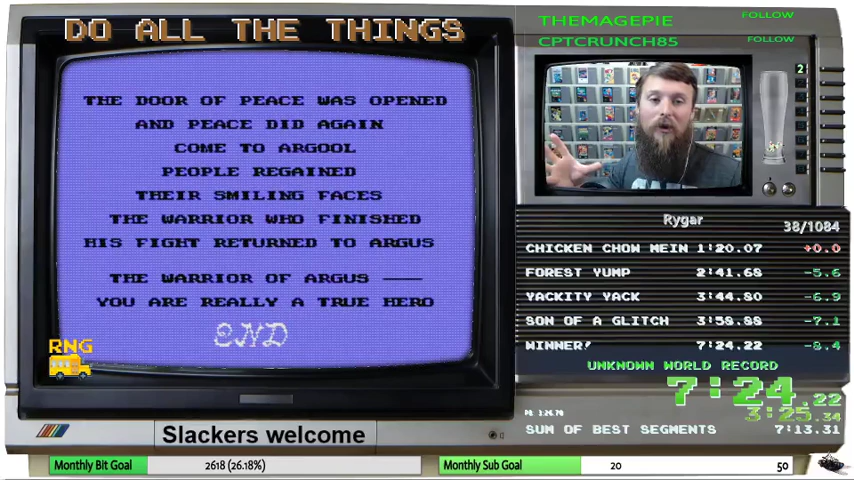 DO ALL THE THINGS
THE DOOR OF PEACE WAS OPENED
AND PEACE DID AGAIN
COME TO ARGOOL
PEOPLE REGAINED
THEIR SMILING FACES
THE WARRIOR WHO FINISHED
HIS FIGHT RETURNED TO ARGUS
THE WARRIOR OF ARGUS ——
YOU ARE REALLY A TRUE HERO
END
RNG
Slackers welcome
THEMAGEPIE FOLLOW
CPTCRUNCH85 FOLLOW
2
Rygar 38/1084
CHICKEN CHOW MEIN 1:20.07 +0.0
FOREST YUMP 2:41.68 -5.6
YACKITY YACK 3:44.80 -6.9
SON OF A GLITCH 3:58.88 -7.1
WINNER! 7:24.22 -8.4
UNKNOWN WORLD RECORD
7:24.22
3:25.34
SUM OF BEST SEGMENTS 7:13.31
Monthly Bit Goal 2618 (26.18%) Monthly Sub Goal 20 50